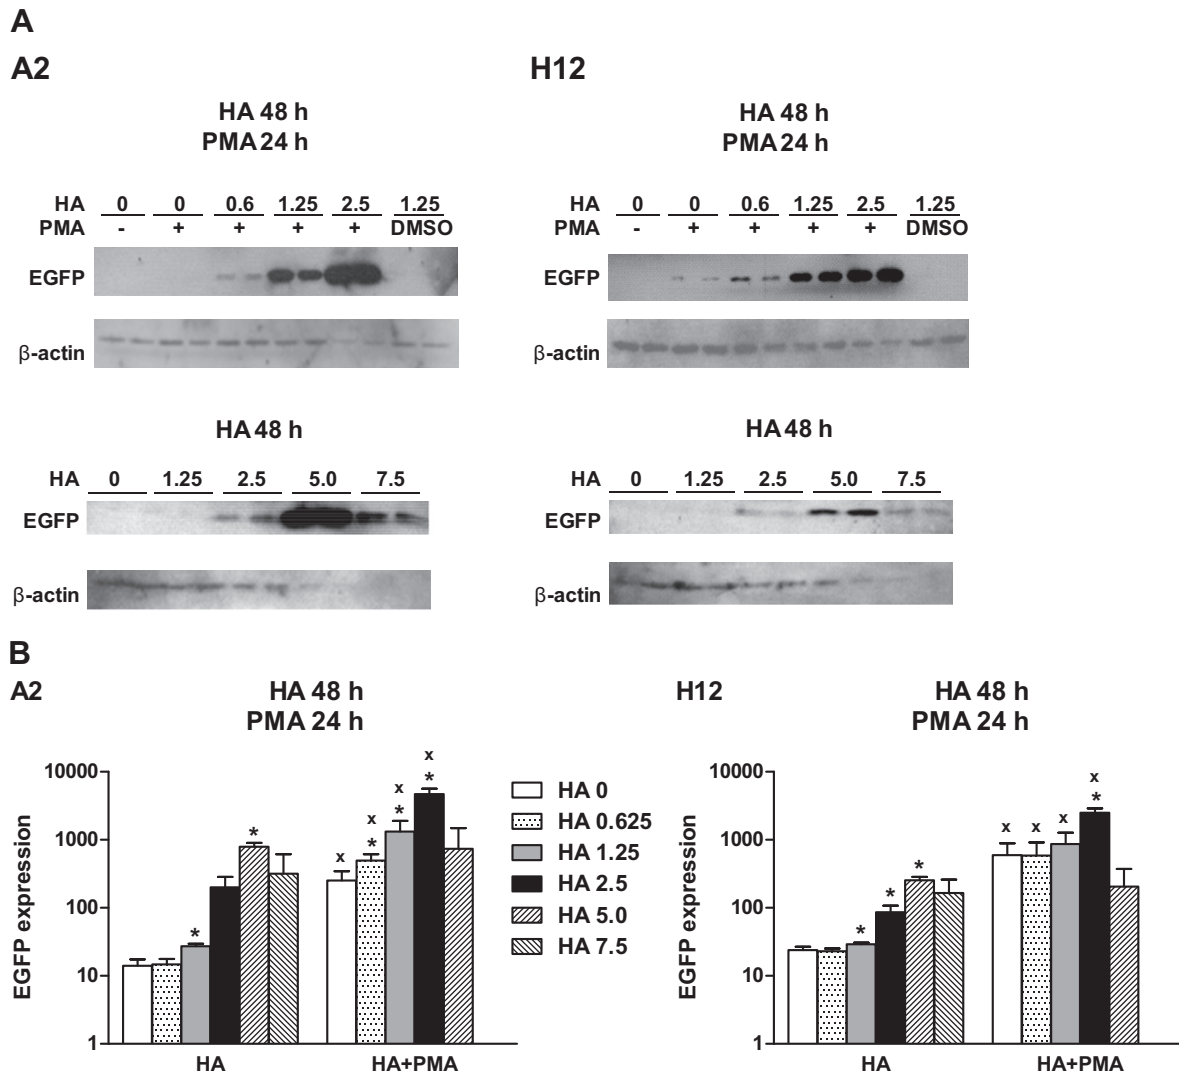 A
A2
H12
HA 48 h
PMA 24 h
HA 0 0 0.6 1.25 2.5 1.25
PMA - + + + + DMSO
EGFP
β-actin
HA 48 h
PMA 24 h
HA 0 0 0.6 1.25 2.5 1.25
PMA - + + + + DMSO
EGFP
β-actin
HA 48 h
HA 0 1.25 2.5 5.0 7.5
EGFP
β-actin
HA 48 h
HA 0 1.25 2.5 5.0 7.5
EGFP
β-actin
B
A2
HA 48 h
PMA 24 h
EGFP expression
10000
1000
100
10
1
* * x x * x * x *
HA HA+PMA
HA 0
HA 0.625
HA 1.25
HA 2.5
HA 5.0
HA 7.5
H12
HA 48 h
PMA 24 h
EGFP expression
10000
1000
100
10
1
* * * x x x x *
HA HA+PMA